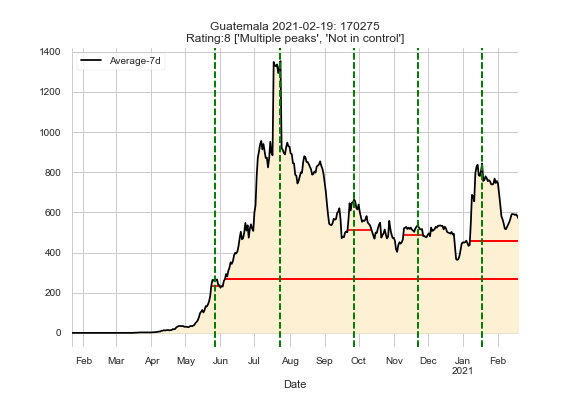 Guatemala 2021-02-19: 170275
Rating:8 ['Multiple peaks', 'Not in control']
Average-7d
1400
1200
1000
800
600
400
200
0
Feb Mar Apr May Jun Jul Aug Sep Oct Nov Dec Jan Feb
2021
Date